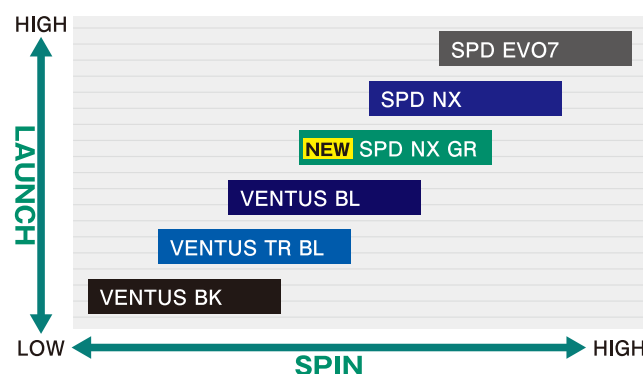 HIGH
SPD EVO7
SPD NX
NEW SPD NX GR
LAUNCH
VENTUS BL
VENTUS TR BL
VENTUS BK
LOW
HIGH
SPIN